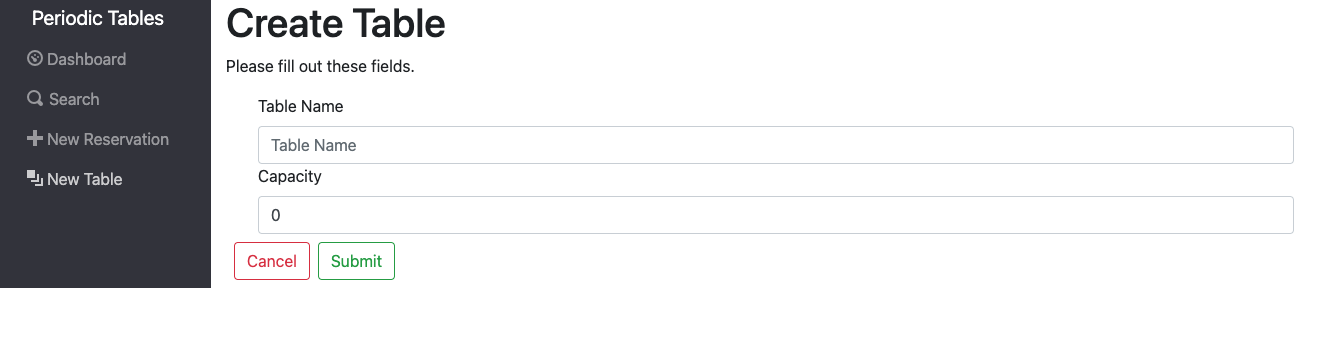 Periodic Tables
Dashboard
Search
New Reservation
New Table
Create Table
Please fill out these fields.
Table Name
Table Name
Capacity
0
Cancel Submit